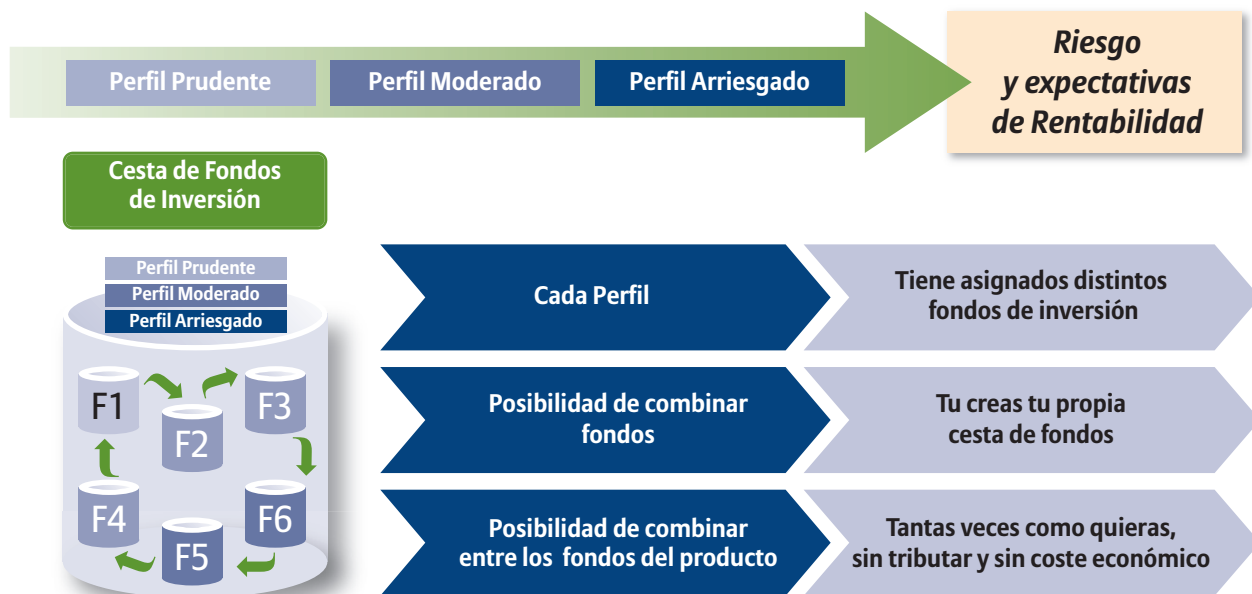 Perfil Prudente
Perfil Moderado
Perfil Arriesgado
Riesgo
y expectativas
de Rentabilidad
Cesta de Fondos
de Inversión
Perfil Prudente
Perfil Moderado
Perfil Arriesgado
F1
F2
F3
F4
F5
F6
Cada Perfil
Tiene asignados distintos
fondos de inversión
Posibilidad de combinar
fondos
Tu creas tu propia
cesta de fondos
Posibilidad de combinar
entre los fondos del producto
Tantas veces como quieras,
sin tributar y sin coste económico